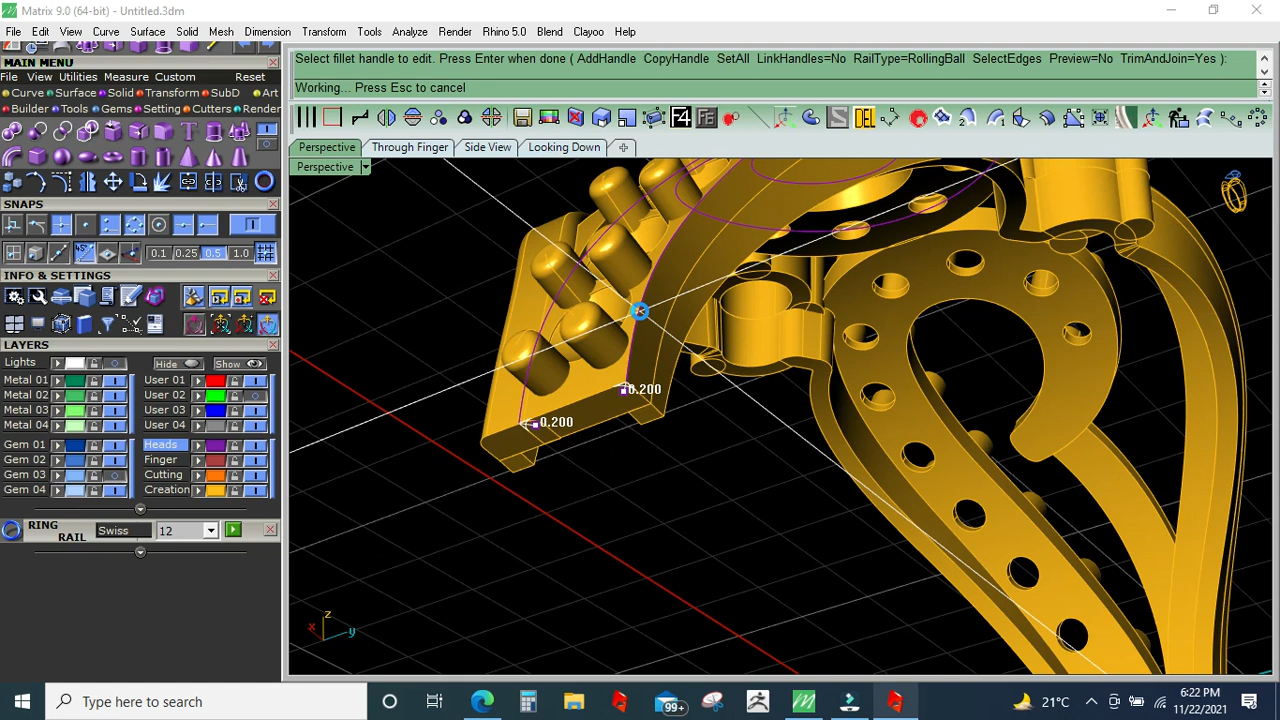 Matrix 9.0 (64-bit) - Untitled.3dm
File Edit View Curve Surface Solid Mesh Dimension Transform Tools Analyze Render Rhino 5.0 Blend Clayoo Help
MAIN MENU
File View Utilities Measure Custom Reset
Curve Surface Solid Transform SubD Art
Builder Tools Gems Setting Cutters Render
Select fillet handle to edit. Press Enter when done ( AddHandle CopyHandle SetAll LinkHandles=No RailType=RollingBall SelectEdges Preview=No TrimAndJoin=Yes ):
Working... Press Esc to cancel
F4
DEL
Perspective Through Finger Side View Looking Down
Perspective
SNAPS
0.1 0.25 0.5 1.0
INFO & SETTINGS
LAYERS
Lights Hide Show
Metal 01 User 01
Metal 02 User 02
Metal 03 User 03
Metal 04 User 04
Gem 01 Heads
Gem 02 Finger
Gem 03 Cutting
Gem 04 Creation
RING RAIL Swiss 12
0.200
0.200
z
x y
Type here to search
99+
21°C
6:22 PM
11/22/2021